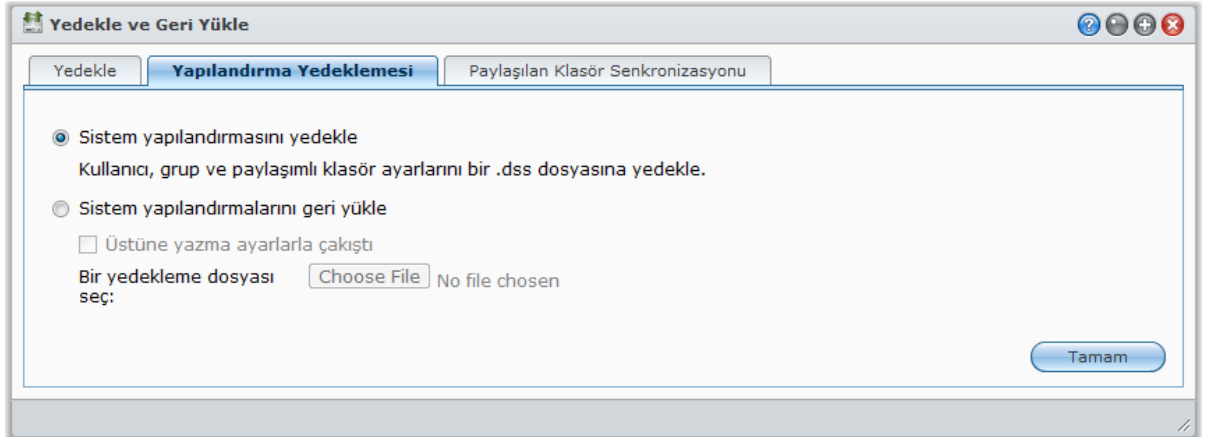 Yedekle ve Geri Yükle
Yedekle Yapılandırma Yedeklemesi Paylaşılan Klasör Senkronizasyonu
Sistem yapılandırmasını yedekle
Kullanıcı, grup ve paylaşımlı klasör ayarlarını bir .dss dosyasına yedekle.
Sistem yapılandırmalarını geri yükle
Üstüne yazma ayarlarla çakıştı
Bir yedekleme dosyası Choose File No file chosen
seç:
Tamam